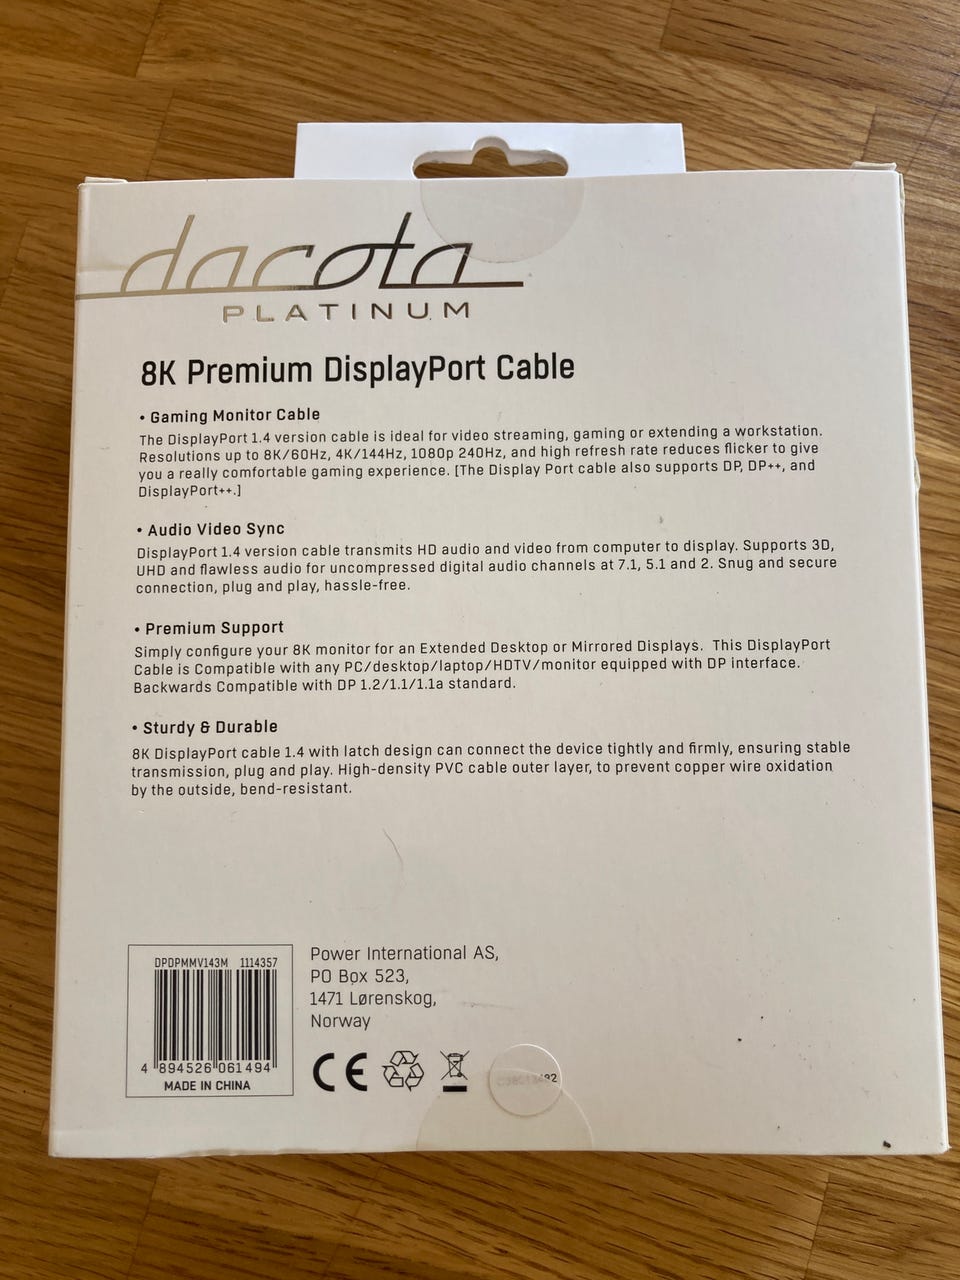 dacota
PLATINUM
8K Premium DisplayPort Cable
• Gaming Monitor Cable
The DisplayPort 1.4 version cable is ideal for video streaming, gaming or extending a workstation.
Resolutions up to 8K/60Hz, 4K/144Hz, 1080p 240Hz, and high refresh rate reduces flicker to give
you a really comfortable gaming experience. [The Display Port cable also supports DP, DP++, and
DisplayPort++.]
• Audio Video Sync
DisplayPort 1.4 version cable transmits HD audio and video from computer to display. Supports 3D,
UHD and flawless audio for uncompressed digital audio channels at 7.1, 5.1 and 2. Snug and secure
connection, plug and play, hassle-free.
• Premium Support
Simply configure your 8K monitor for an Extended Desktop or Mirrored Displays. This DisplayPort
Cable is Compatible with any PC/desktop/laptop/HDTV/monitor equipped with DP interface.
Backwards Compatible with DP 1.2/1.1/1.1a standard.
• Sturdy & Durable
8K DisplayPort cable 1.4 with latch design can connect the device tightly and firmly, ensuring stable
transmission, plug and play. High-density PVC cable outer layer, to prevent copper wire oxidation
by the outside, bend-resistant.
DPDPMMV143M 1114357
4 894526 061494
MADE IN CHINA
Power International AS,
PO Box 523,
1471 Lørenskog,
Norway
CE